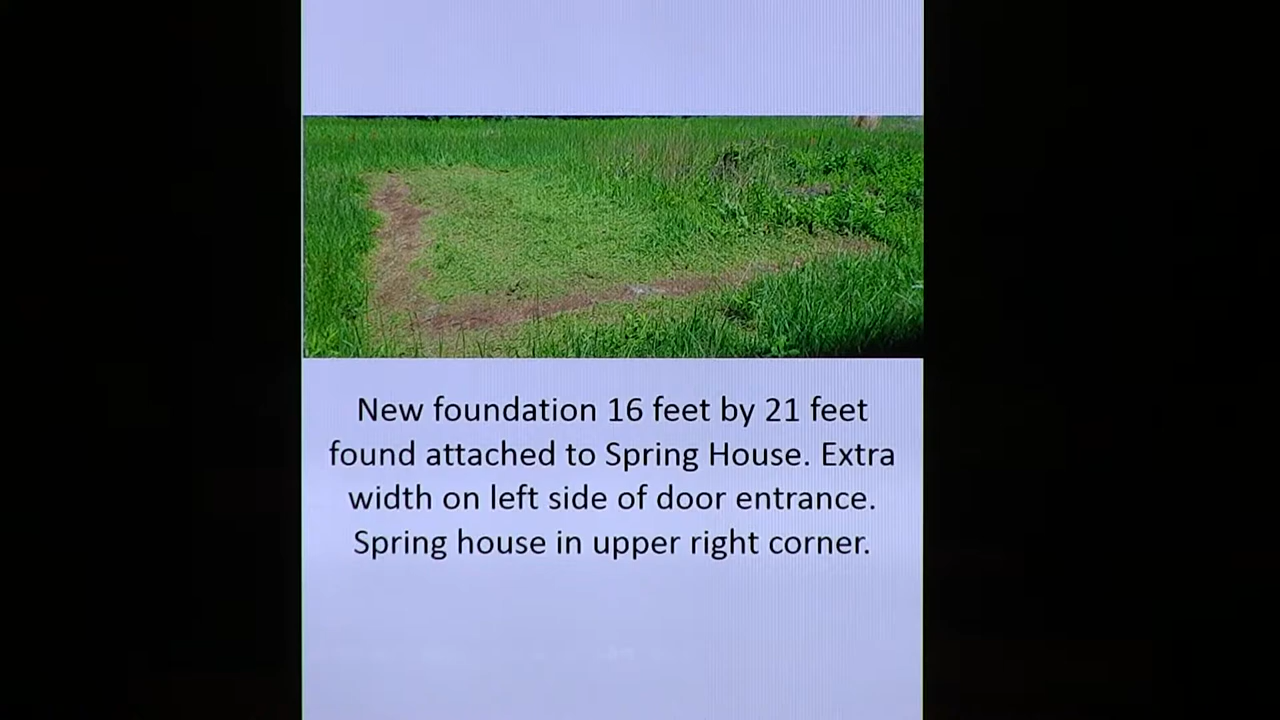 New foundation 16 feet by 21 feet
found attached to Spring House. Extra
width on left side of door entrance.
Spring house in upper right corner.